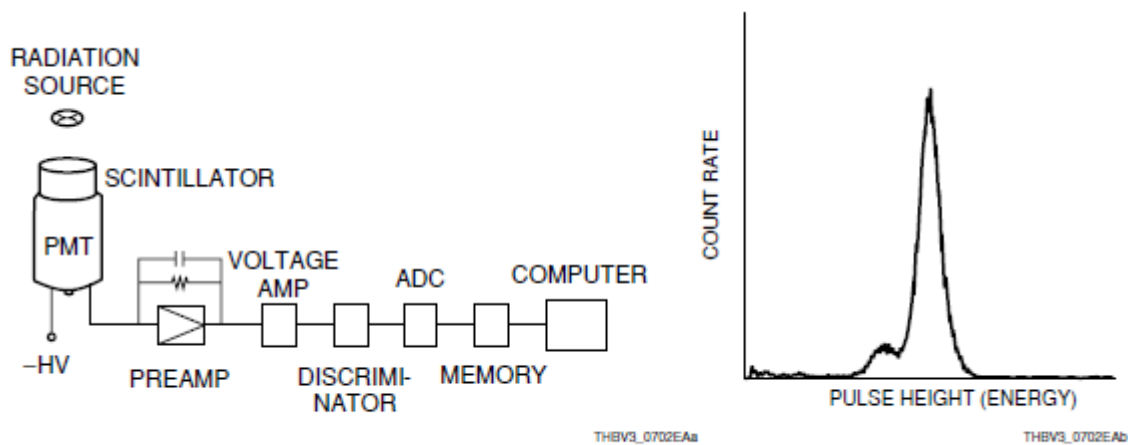 RADIATION
SOURCE
SCINTILLATOR
PMT
VOLTAGE
AMP
ADC
COMPUTER
−HV
PREAMP
DISCRIMI-
NATOR
MEMORY
THBV3_0702EAa
COUNT RATE
PULSE HEIGHT (ENERGY)
THBV3_0702EAb